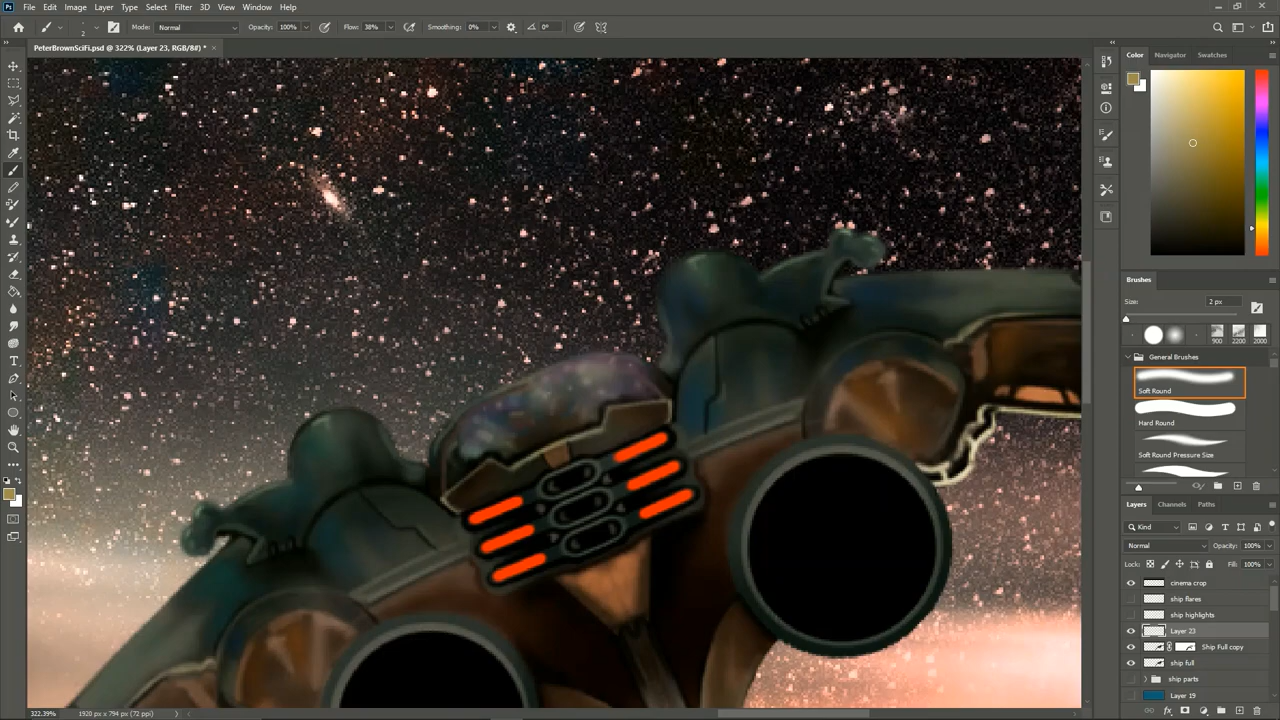 File Edit Image Layer Type Select Filter 3D View Window Help
2 Mode: Normal Opacity: 100% Flow: 38% Smoothing: 0% 0°
PeterBrownSciFi.psd @ 322% (Layer 23, RGB/8#) * ×
Color Navigator Swatches
Brushes
Size: 2 px
900 2200 2000
General Brushes
Soft Round
Hard Round
Soft Round Pressure Size
Layers Channels Paths
Kind
Normal Opacity: 100%
Lock: Fill: 100%
cinema crop
ship flares
ship highlights
Layer 23
Ship Full copy
ship full
ship parts
Layer 19
322.39% 1920 px x 794 px (72 ppi)